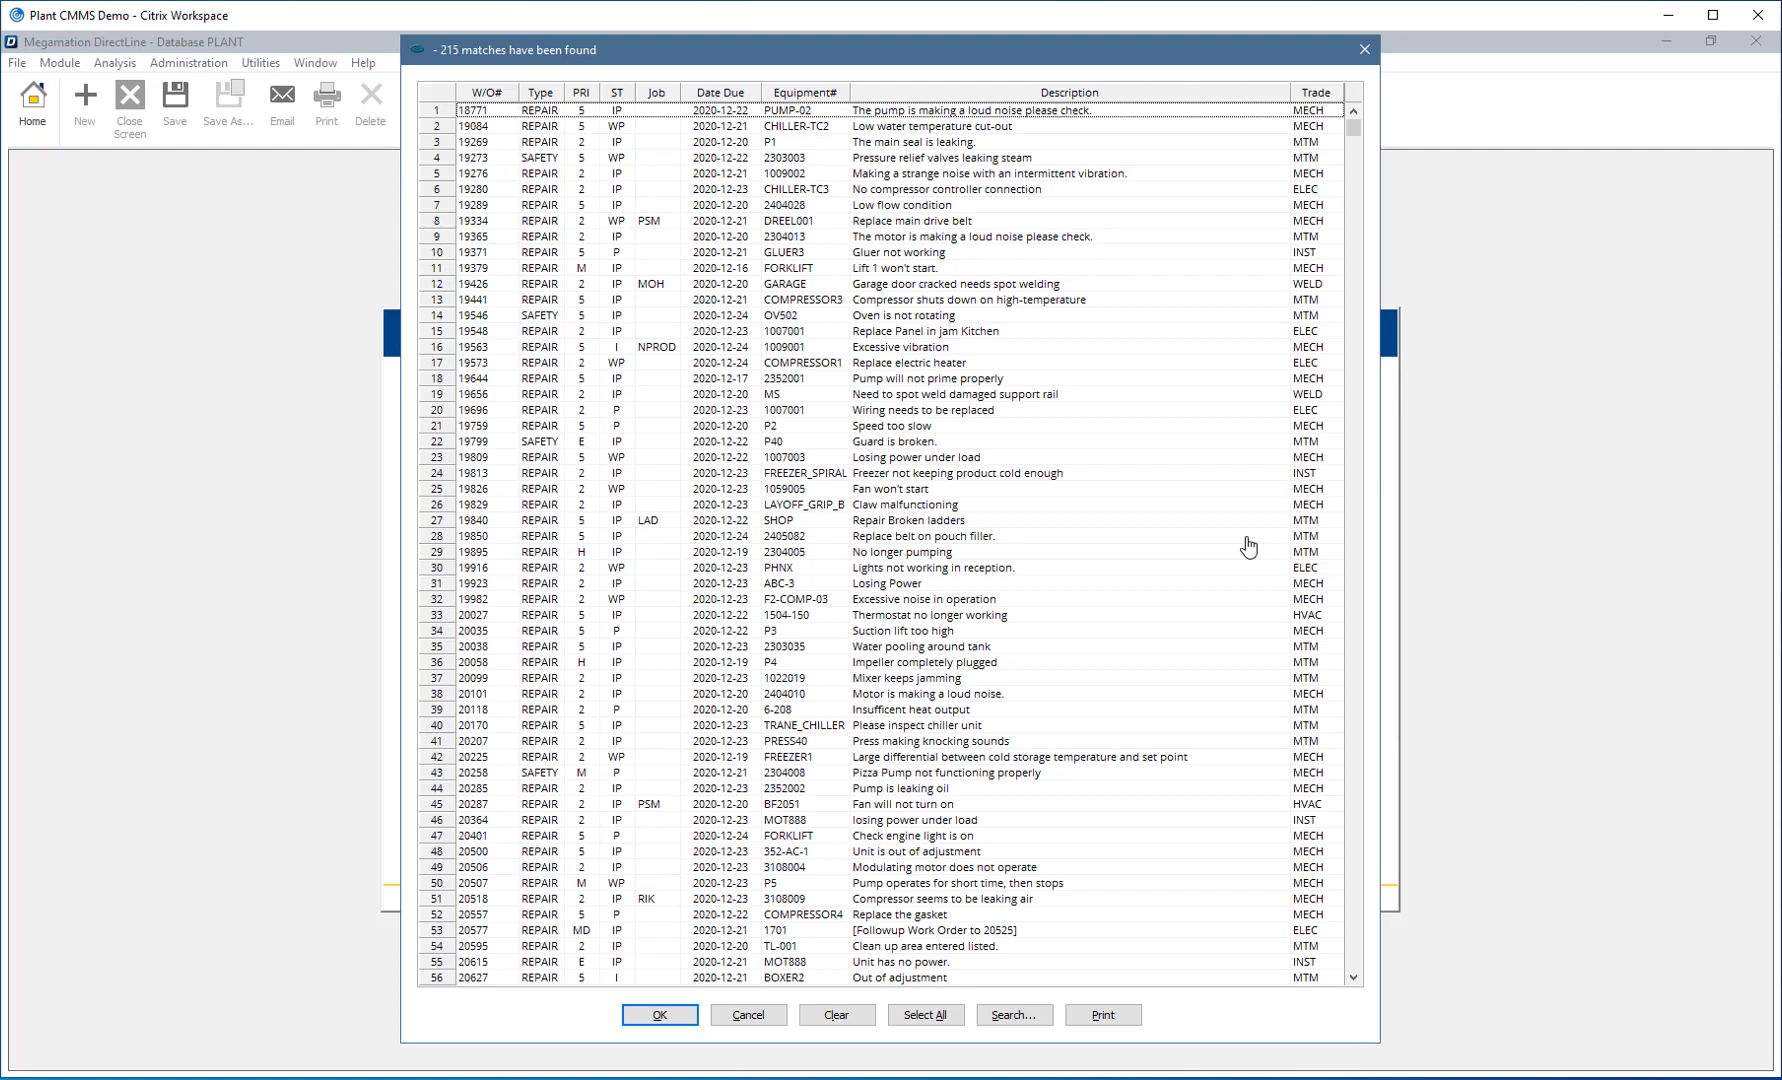 Plant CMMS Demo - Citrix Workspace
Megamation DirectLine - Database PLANT
- 215 matches have been found
File Module Analysis Administration Utilities Window Help
Home New Close Screen Save Save As... Email Print Delete
W/O# Type PRI ST Job Date Due Equipment# Description Trade
1 18771 REPAIR 5 IP 2020-12-22 PUMP-02 The pump is making a loud noise please check. MECH
2 19084 REPAIR 5 WP 2020-12-21 CHILLER-TC2 Low water temperature cut-out MECH
3 19269 REPAIR 2 IP 2020-12-20 P1 The main seal is leaking. MTM
4 19273 SAFETY 5 WP 2020-12-22 2303003 Pressure relief valves leaking steam MTM
5 19276 REPAIR 2 IP 2020-12-21 1009002 Making a strange noise with an intermittent vibration. MECH
6 19280 REPAIR 2 IP 2020-12-23 CHILLER-TC3 No compressor controller connection ELEC
7 19289 REPAIR 5 IP 2020-12-20 2404028 Low flow condition MECH
8 19334 REPAIR 2 WP PSM 2020-12-21 DREEL001 Replace main drive belt MECH
9 19365 REPAIR 2 IP 2020-12-20 2304013 The motor is making a loud noise please check. MTM
10 19371 REPAIR 5 P 2020-12-21 GLUER3 Gluer not working INST
11 19379 REPAIR M IP 2020-12-16 FORKLIFT Lift 1 won't start. MECH
12 19426 REPAIR 2 IP MOH 2020-12-20 GARAGE Garage door cracked needs spot welding WELD
13 19441 REPAIR 5 IP 2020-12-21 COMPRESSOR3 Compressor shuts down on high-temperature MTM
14 19546 SAFETY 5 IP 2020-12-24 OV502 Oven is not rotating MTM
15 19548 REPAIR 2 IP 2020-12-23 1007001 Replace Panel in jam Kitchen ELEC
16 19563 REPAIR 5 I NPROD 2020-12-24 1009001 Excessive vibration MECH
17 19573 REPAIR 2 WP 2020-12-24 COMPRESSOR1 Replace electric heater ELEC
18 19644 REPAIR 5 IP 2020-12-17 2352001 Pump will not prime properly MECH
19 19656 REPAIR 2 IP 2020-12-20 MS Need to spot weld damaged support rail WELD
20 19696 REPAIR 2 P 2020-12-23 1007001 Wiring needs to be replaced ELEC
21 19759 REPAIR 5 P 2020-12-20 P2 Speed too slow MECH
22 19799 SAFETY E IP 2020-12-22 P40 Guard is broken. MTM
23 19809 REPAIR 5 WP 2020-12-22 1007003 Losing power under load MECH
24 19813 REPAIR 2 IP 2020-12-23 FREEZER_SPIRAL Freezer not keeping product cold enough INST
25 19826 REPAIR 2 WP 2020-12-23 1059005 Fan won't start MECH
26 19829 REPAIR 2 IP 2020-12-23 LAYOFF_GRIP_B Claw malfunctioning MECH
27 19840 REPAIR 5 IP LAD 2020-12-22 SHOP Repair Broken ladders MTM
28 19850 REPAIR 5 IP 2020-12-24 2405082 Replace belt on pouch filler. MTM
29 19895 REPAIR H IP 2020-12-19 2304005 No longer pumping MTM
30 19916 REPAIR 2 WP 2020-12-23 PHNX Lights not working in reception. ELEC
31 19923 REPAIR 2 IP 2020-12-23 ABC-3 Losing Power MECH
32 19982 REPAIR 2 WP 2020-12-23 F2-COMP-03 Excessive noise in operation MECH
33 20027 REPAIR 5 IP 2020-12-22 1504-150 Thermostat no longer working HVAC
34 20035 REPAIR 5 P 2020-12-22 P3 Suction lift too high MECH
35 20038 REPAIR 5 IP 2020-12-23 2303035 Water pooling around tank MTM
36 20058 REPAIR H IP 2020-12-19 P4 Impeller completely plugged MTM
37 20099 REPAIR 2 IP 2020-12-23 1022019 Mixer keeps jamming MTM
38 20101 REPAIR 2 IP 2020-12-20 2404010 Motor is making a loud noise. MECH
39 20118 REPAIR 2 P 2020-12-20 6-208 Insufficent heat output MTM
40 20170 REPAIR 5 IP 2020-12-23 TRANE_CHILLER Please inspect chiller unit MTM
41 20207 REPAIR 2 IP 2020-12-23 PRESS40 Press making knocking sounds MTM
42 20225 REPAIR 2 WP 2020-12-19 FREEZER1 Large differential between cold storage temperature and set point MECH
43 20258 SAFETY M P 2020-12-21 2304008 Pizza Pump not functioning properly MECH
44 20285 REPAIR 2 IP 2020-12-23 2352002 Pump is leaking oil MECH
45 20287 REPAIR 2 IP PSM 2020-12-20 BF2051 Fan will not turn on HVAC
46 20364 REPAIR 2 IP 2020-12-23 MOT888 losing power under load INST
47 20401 REPAIR 5 P 2020-12-24 FORKLIFT Check engine light is on MECH
48 20500 REPAIR 5 IP 2020-12-23 352-AC-1 Unit is out of adjustment MECH
49 20506 REPAIR 2 IP 2020-12-23 3108004 Modulating motor does not operate MECH
50 20507 REPAIR M WP 2020-12-23 P5 Pump operates for short time, then stops MECH
51 20518 REPAIR 2 IP RIK 2020-12-23 3108009 Compressor seems to be leaking air MECH
52 20557 REPAIR 5 P 2020-12-22 COMPRESSOR4 Replace the gasket MECH
53 20577 REPAIR MD IP 2020-12-21 1701 [Followup Work Order to 20525] ELEC
54 20595 REPAIR 2 IP 2020-12-20 TL-001 Clean up area entered listed. MTM
55 20615 REPAIR E IP 2020-12-21 MOT888 Unit has no power. INST
56 20627 REPAIR 5 I 2020-12-21 BOXER2 Out of adjustment MTM
OK Cancel Clear Select All Search... Print